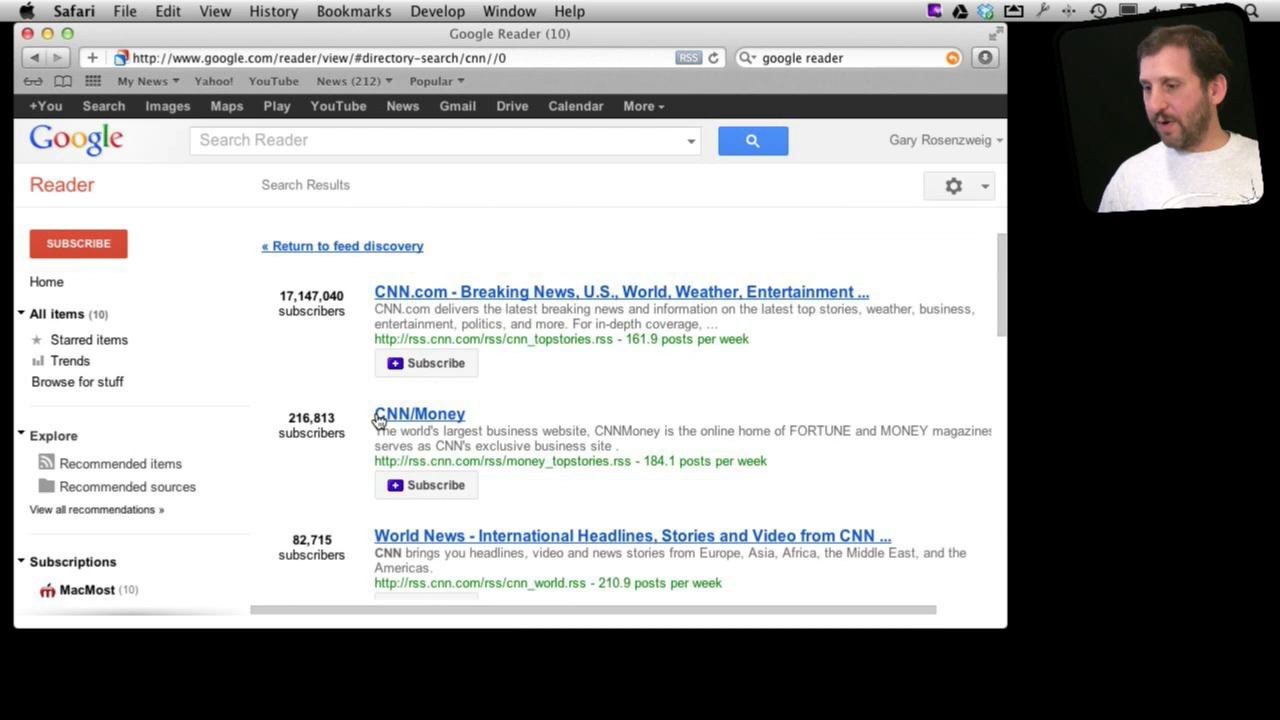 Safari File Edit View History Bookmarks Develop Window Help
Google Reader (10)
http://www.google.com/reader/view/#directory-search/cnn//0 RSS google reader
My News Yahoo! YouTube News (212) Popular
+You Search Images Maps Play YouTube News Gmail Drive Calendar More
Google Search Reader Gary Rosenzweig
Reader Search Results
SUBSCRIBE
Home
All items (10)
Starred items
Trends
Browse for stuff
Explore
Recommended items
Recommended sources
View all recommendations »
Subscriptions
MacMost (10)
« Return to feed discovery
17,147,040
subscribers
CNN.com - Breaking News, U.S., World, Weather, Entertainment ...
CNN.com delivers the latest breaking news and information on the latest top stories, weather, business,
entertainment, politics, and more. For in-depth coverage, ...
http://rss.cnn.com/rss/cnn_topstories.rss - 161.9 posts per week
Subscribe
216,813
subscribers
CNN/Money
The world's largest business website, CNNMoney is the online home of FORTUNE and MONEY magazines
serves as CNN's exclusive business site .
http://rss.cnn.com/rss/money_topstories.rss - 184.1 posts per week
Subscribe
82,715
subscribers
World News - International Headlines, Stories and Video from CNN ...
CNN brings you headlines, video and news stories from Europe, Asia, Africa, the Middle East, and the
Americas.
http://rss.cnn.com/rss/cnn_world.rss - 210.9 posts per week